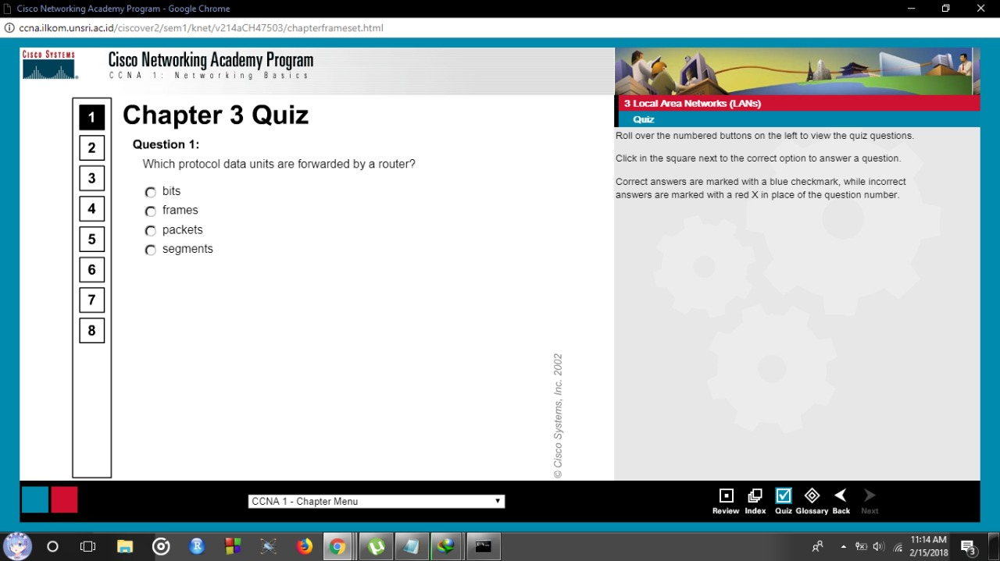 Cisco Networking Academy Program - Google Chrome
ccna.ilkom.unsri.ac.id/ciscover2/sem1/knet/v214aCH47503/chapterframeset.html
CISCO SYSTEMS
Cisco Networking Academy Program
CCNA 1: Networking Basics
3 Local Area Networks (LANs)
Quiz
1
2
3
4
5
6
7
8
Chapter 3 Quiz
Question 1:
Which protocol data units are forwarded by a router?
bits
frames
packets
segments
© Cisco Systems, Inc. 2002
Roll over the numbered buttons on the left to view the quiz questions.
Click in the square next to the correct option to answer a question.
Correct answers are marked with a blue checkmark, while incorrect
answers are marked with a red X in place of the question number.
CCNA 1 - Chapter Menu
Review Index Quiz Glossary Back Next
R
11:14 AM
2/15/2018
3